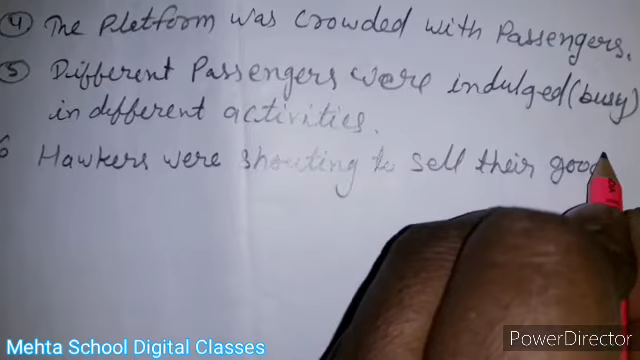 ④ The Platform was crowded with Passengers.
⑤ Different Passengers were indulged (busy)
in different activities.
6 Hawkers were shouting to sell their good
Mehta School Digital Classes
PowerDirector